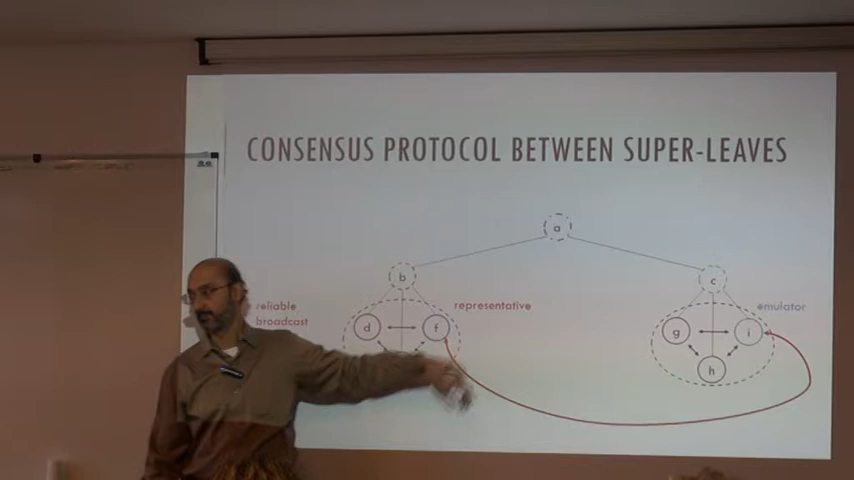 CONSENSUS PROTOCOL BETWEEN SUPER-LEAVES
a
b
c
reliable
broadcast
representative
emulator
d
f
g
i
h